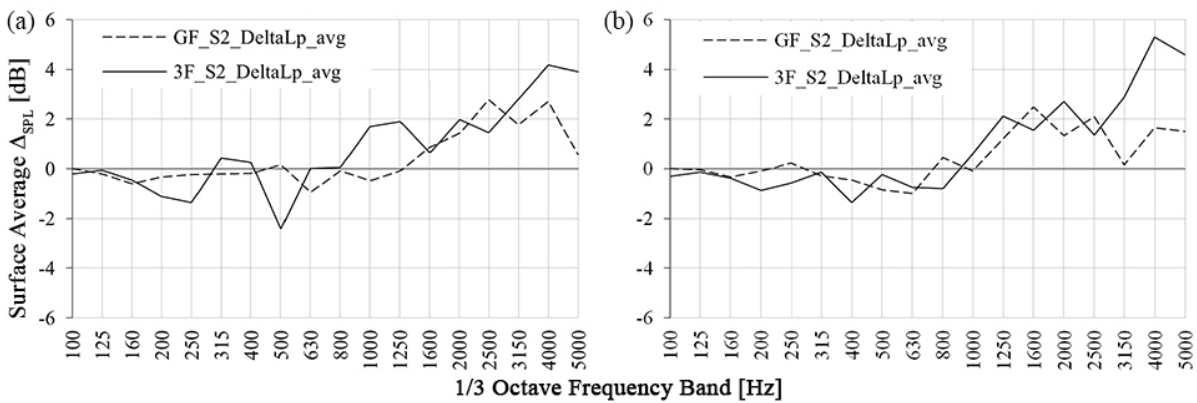 (a)
6
4
2
0
-2
-4
-6
GF_S2_DeltaLp_avg
3F_S2_DeltaLp_avg
Surface Average Δ_SPL [dB]
100 125 160 200 250 315 400 500 630 800 1000 1250 1600 2000 2500 3150 4000 5000
(b)
6
4
2
0
-2
-4
-6
GF_S2_DeltaLp_avg
3F_S2_DeltaLp_avg
100 125 160 200 250 315 400 500 630 800 1000 1250 1600 2000 2500 3150 4000 5000
1/3 Octave Frequency Band [Hz]